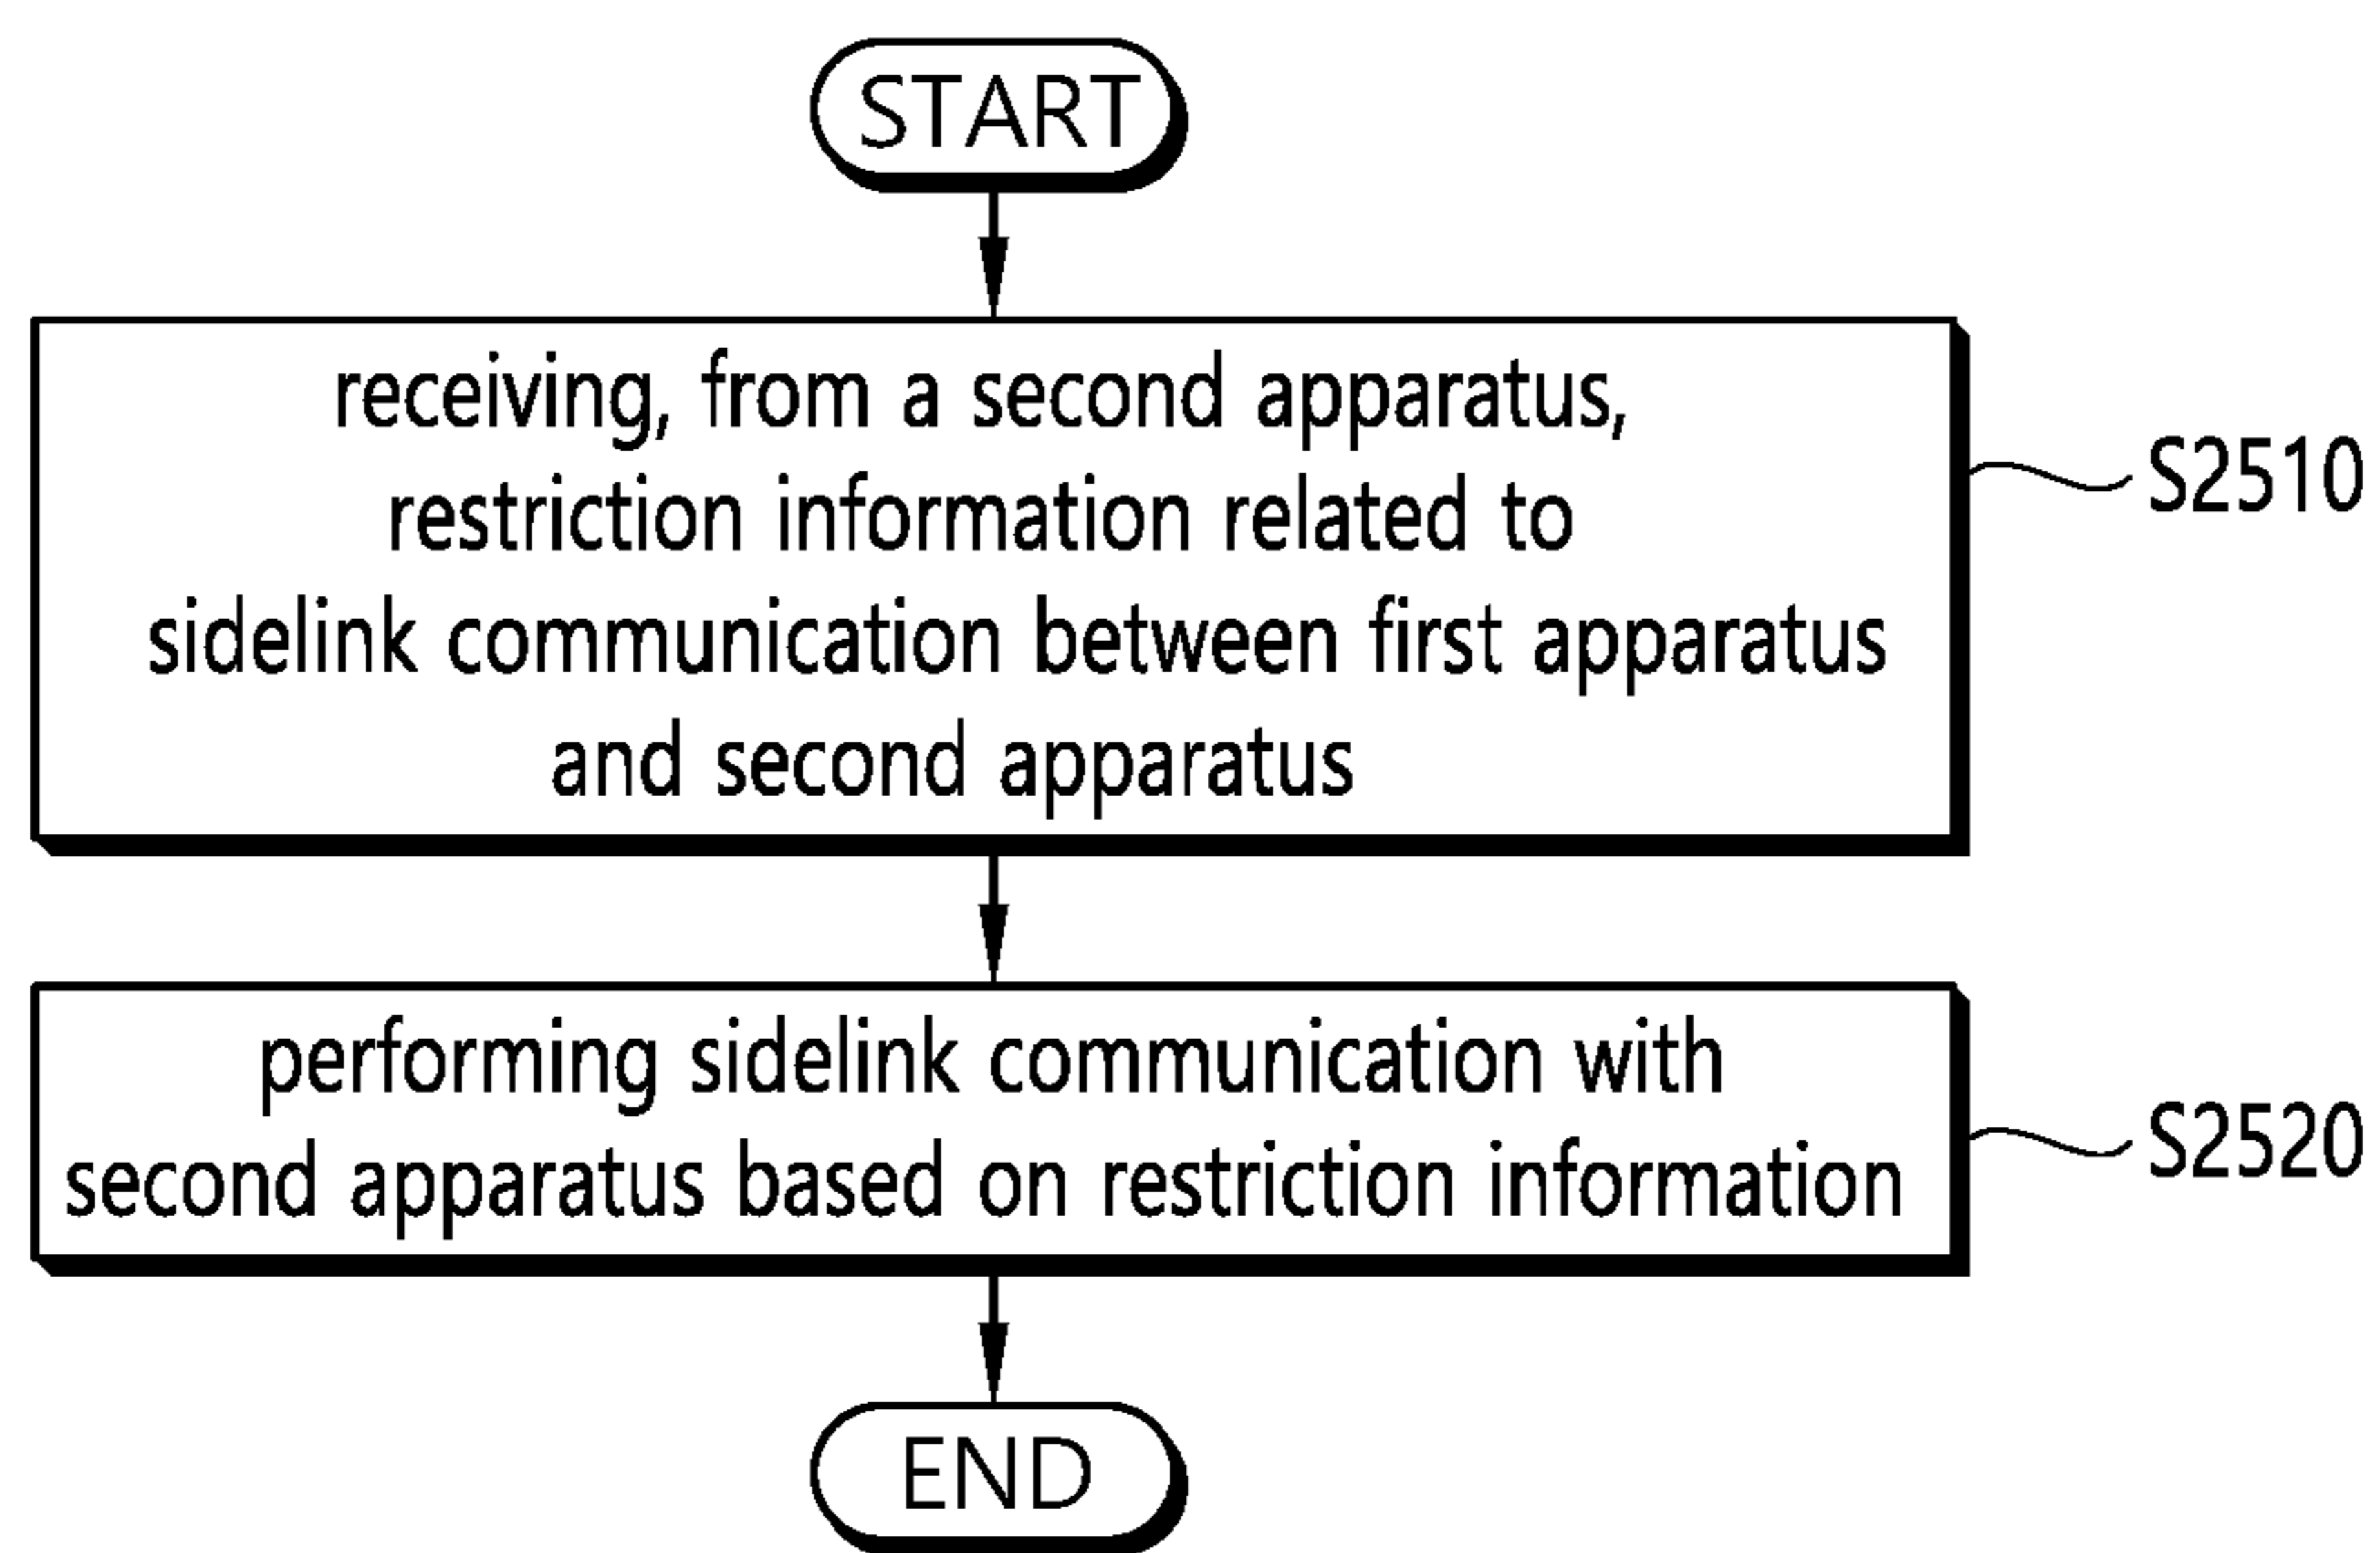 START
receiving, from a second apparatus,
restriction information related to
sidelink communication between first apparatus
and second apparatus
S2510
performing sidelink communication with
second apparatus based on restriction information
S2520
END